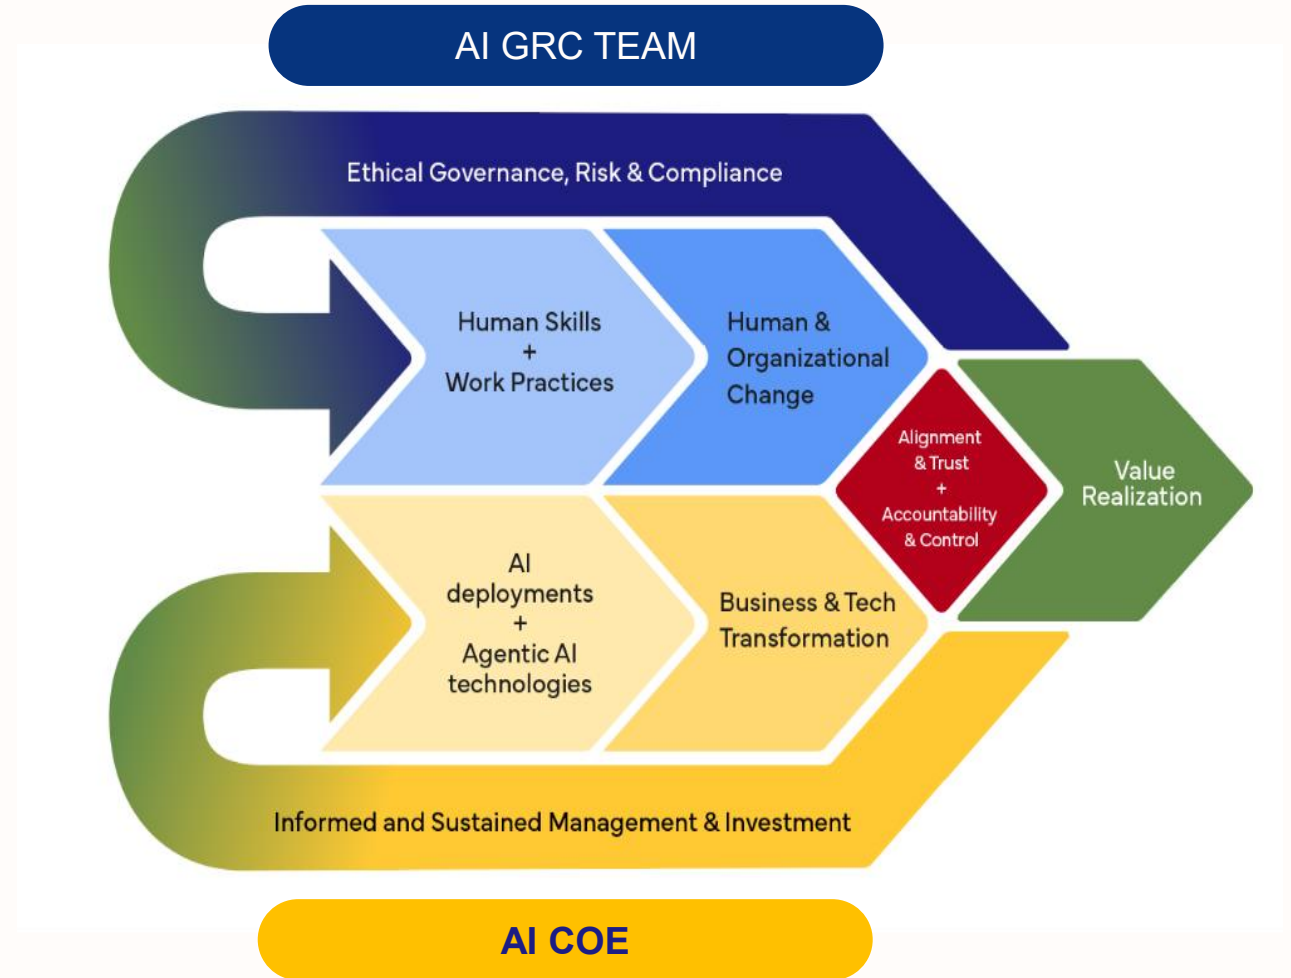 AI GRC TEAM
Ethical Governance, Risk & Compliance
Human Skills
+
Work Practices
Human &
Organizational
Change
Alignment
& Trust
+
Accountability
& Control
Value
Realization
AI
deployments
+
Agentic AI
technologies
Business & Tech
Transformation
Informed and Sustained Management & Investment
AI COE